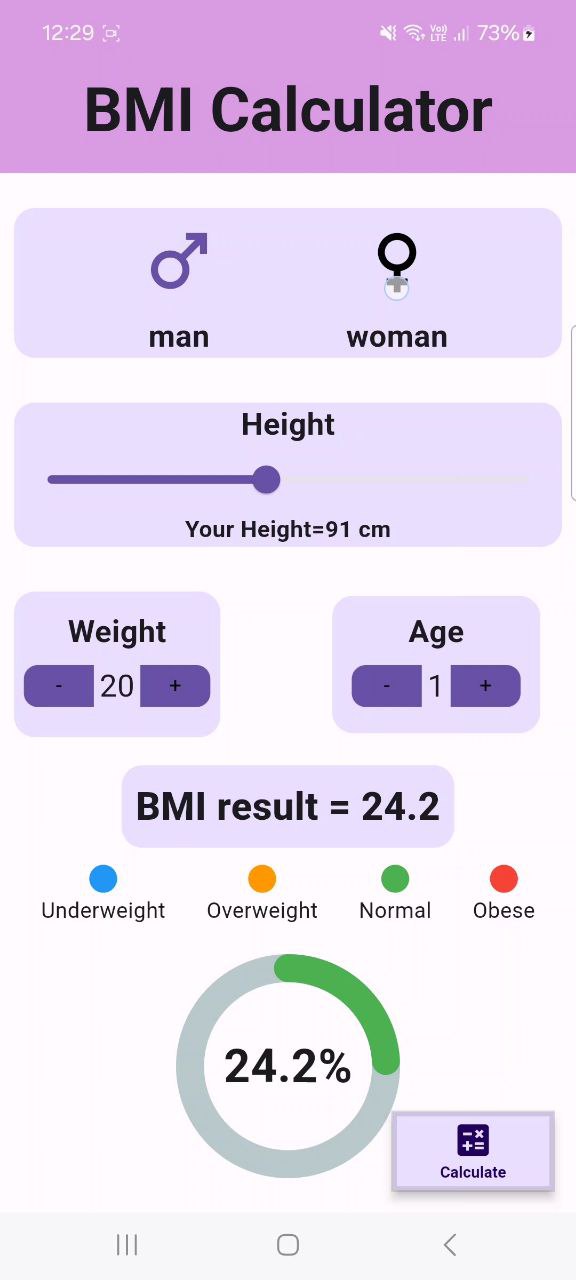 12:29 Vo) LTE 73%
BMI Calculator
man woman
Height
Your Height=91 cm
Weight Age
- 20 + - 1 +
BMI result = 24.2
Underweight Overweight Normal Obese
24.2%
Calculate